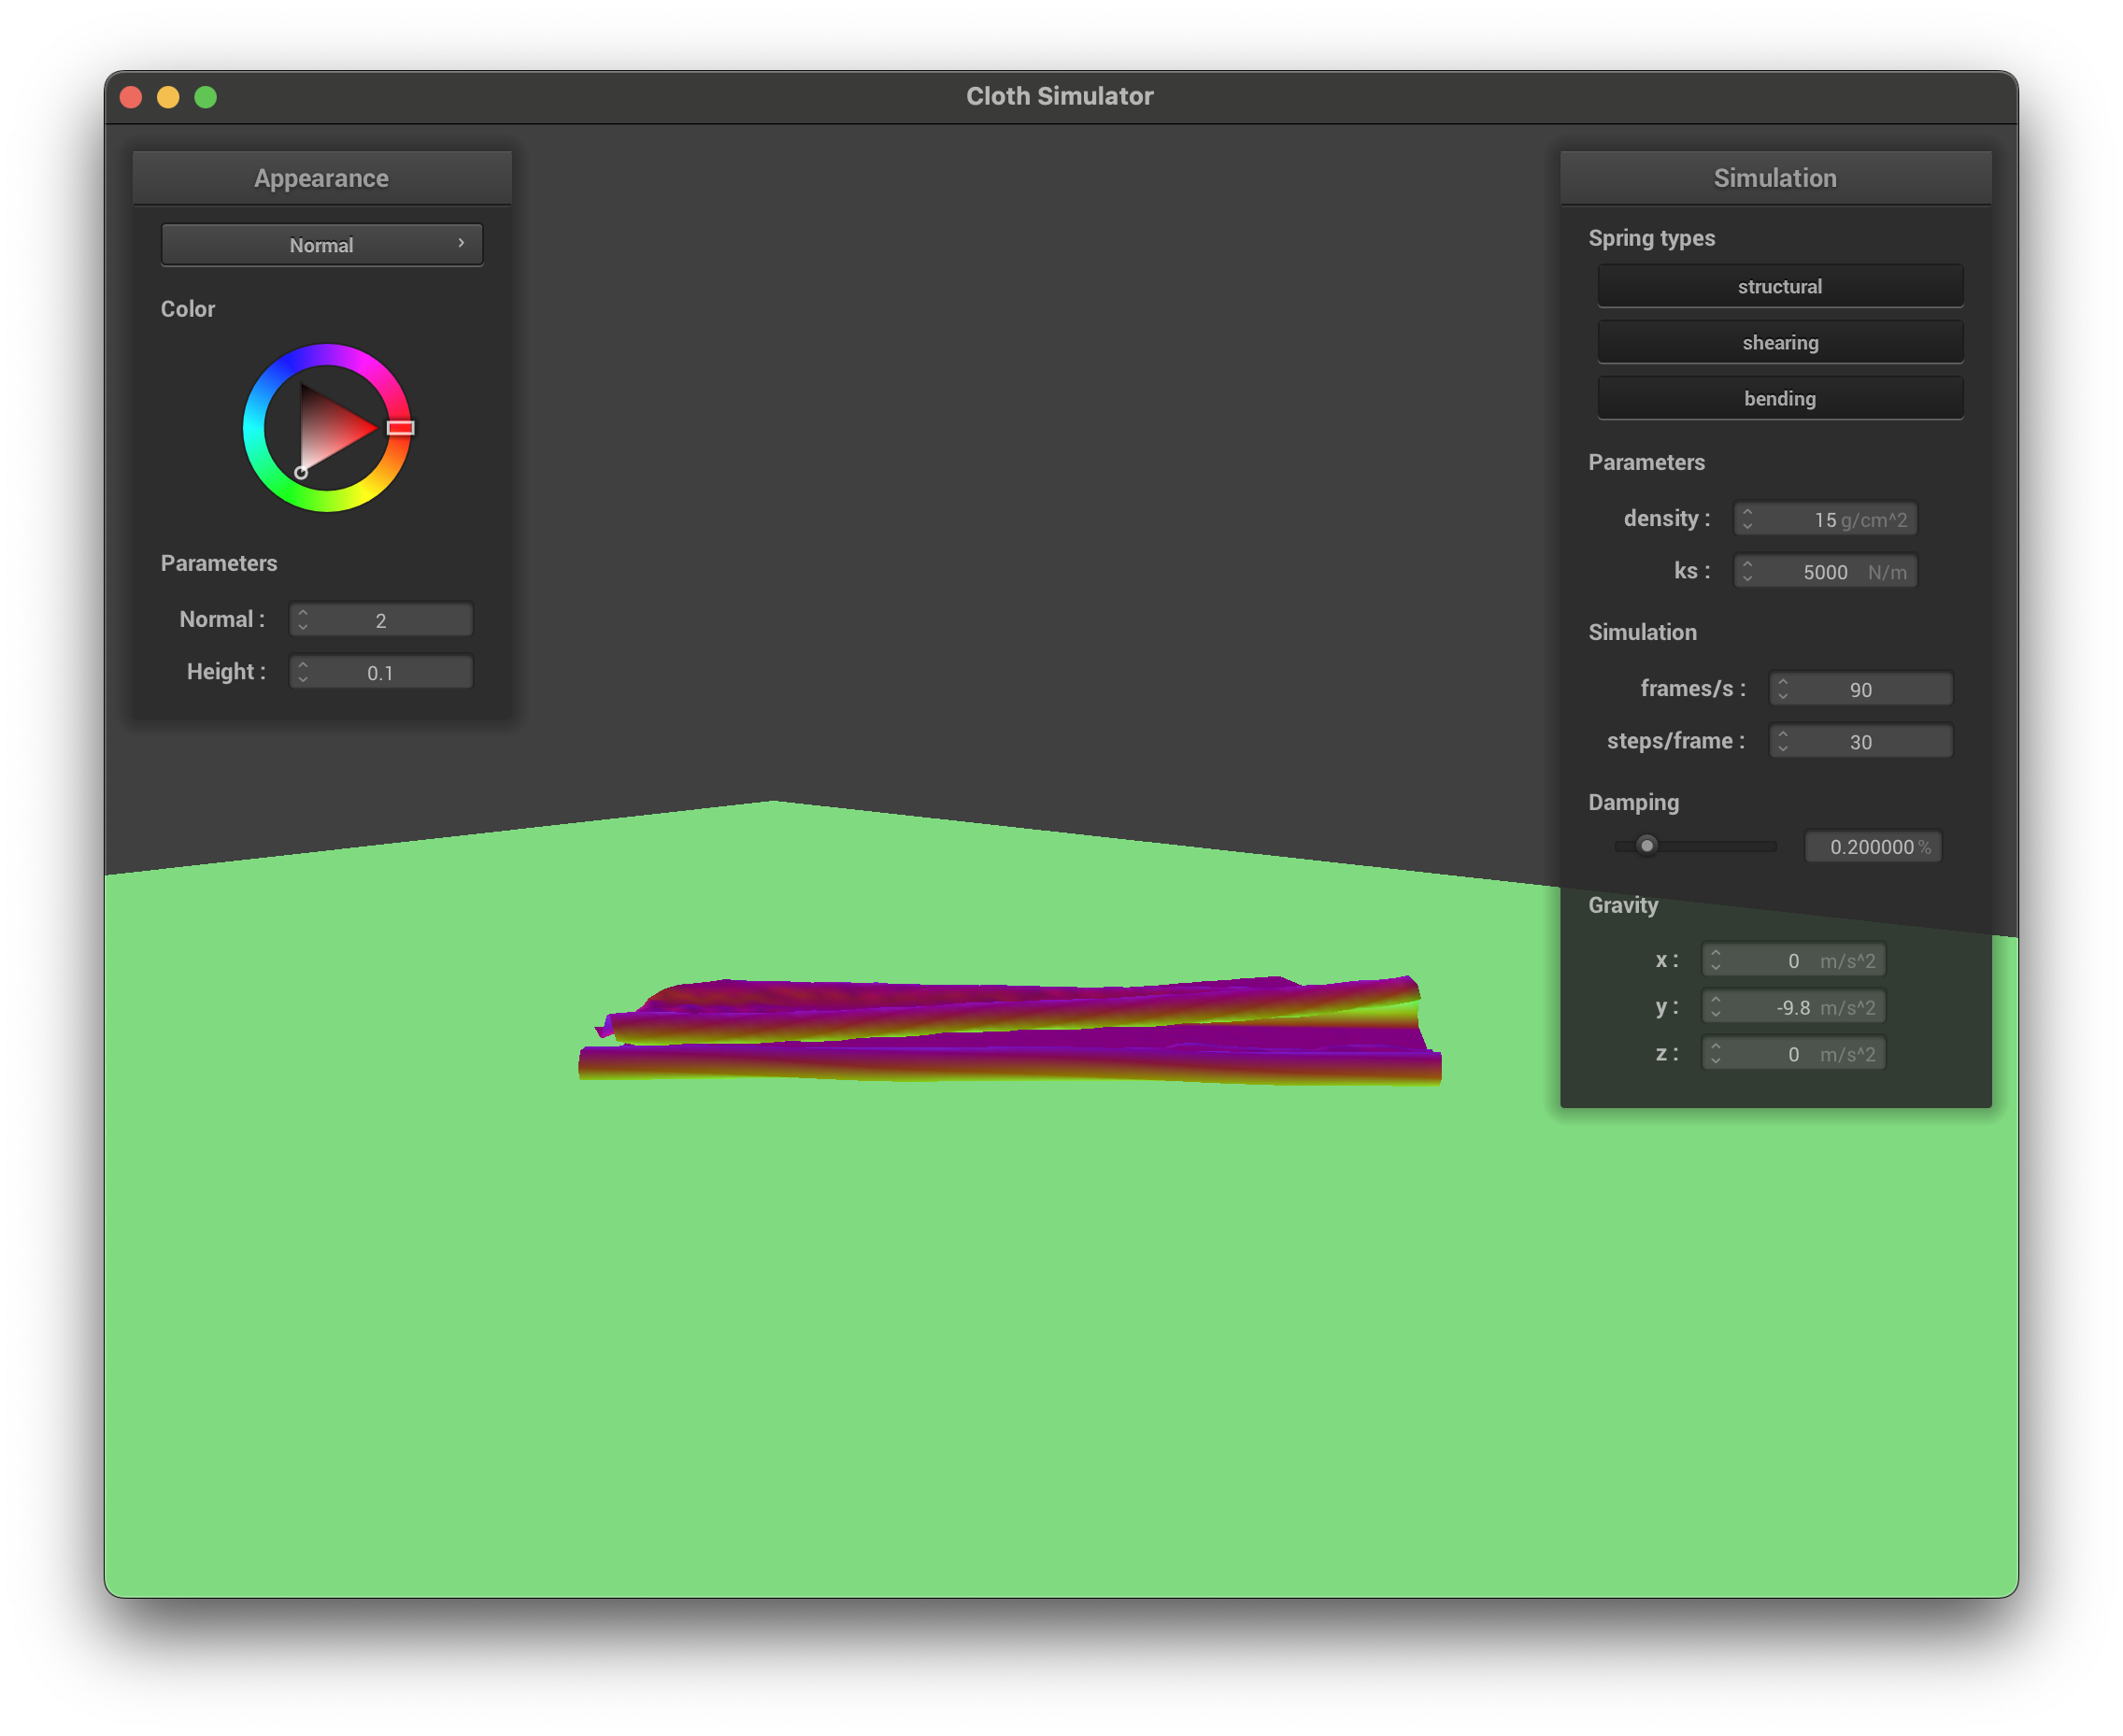 Cloth Simulator
Appearance
Normal
Color
Parameters
Normal : 2
Height : 0.1
Simulation
Spring types
structural
shearing
bending
Parameters
density : 15 g/cm^2
ks : 5000 N/m
Simulation
frames/s : 90
steps/frame : 30
Damping
0.200000 %
Gravity
x : 0 m/s^2
y : -9.8 m/s^2
z : 0 m/s^2